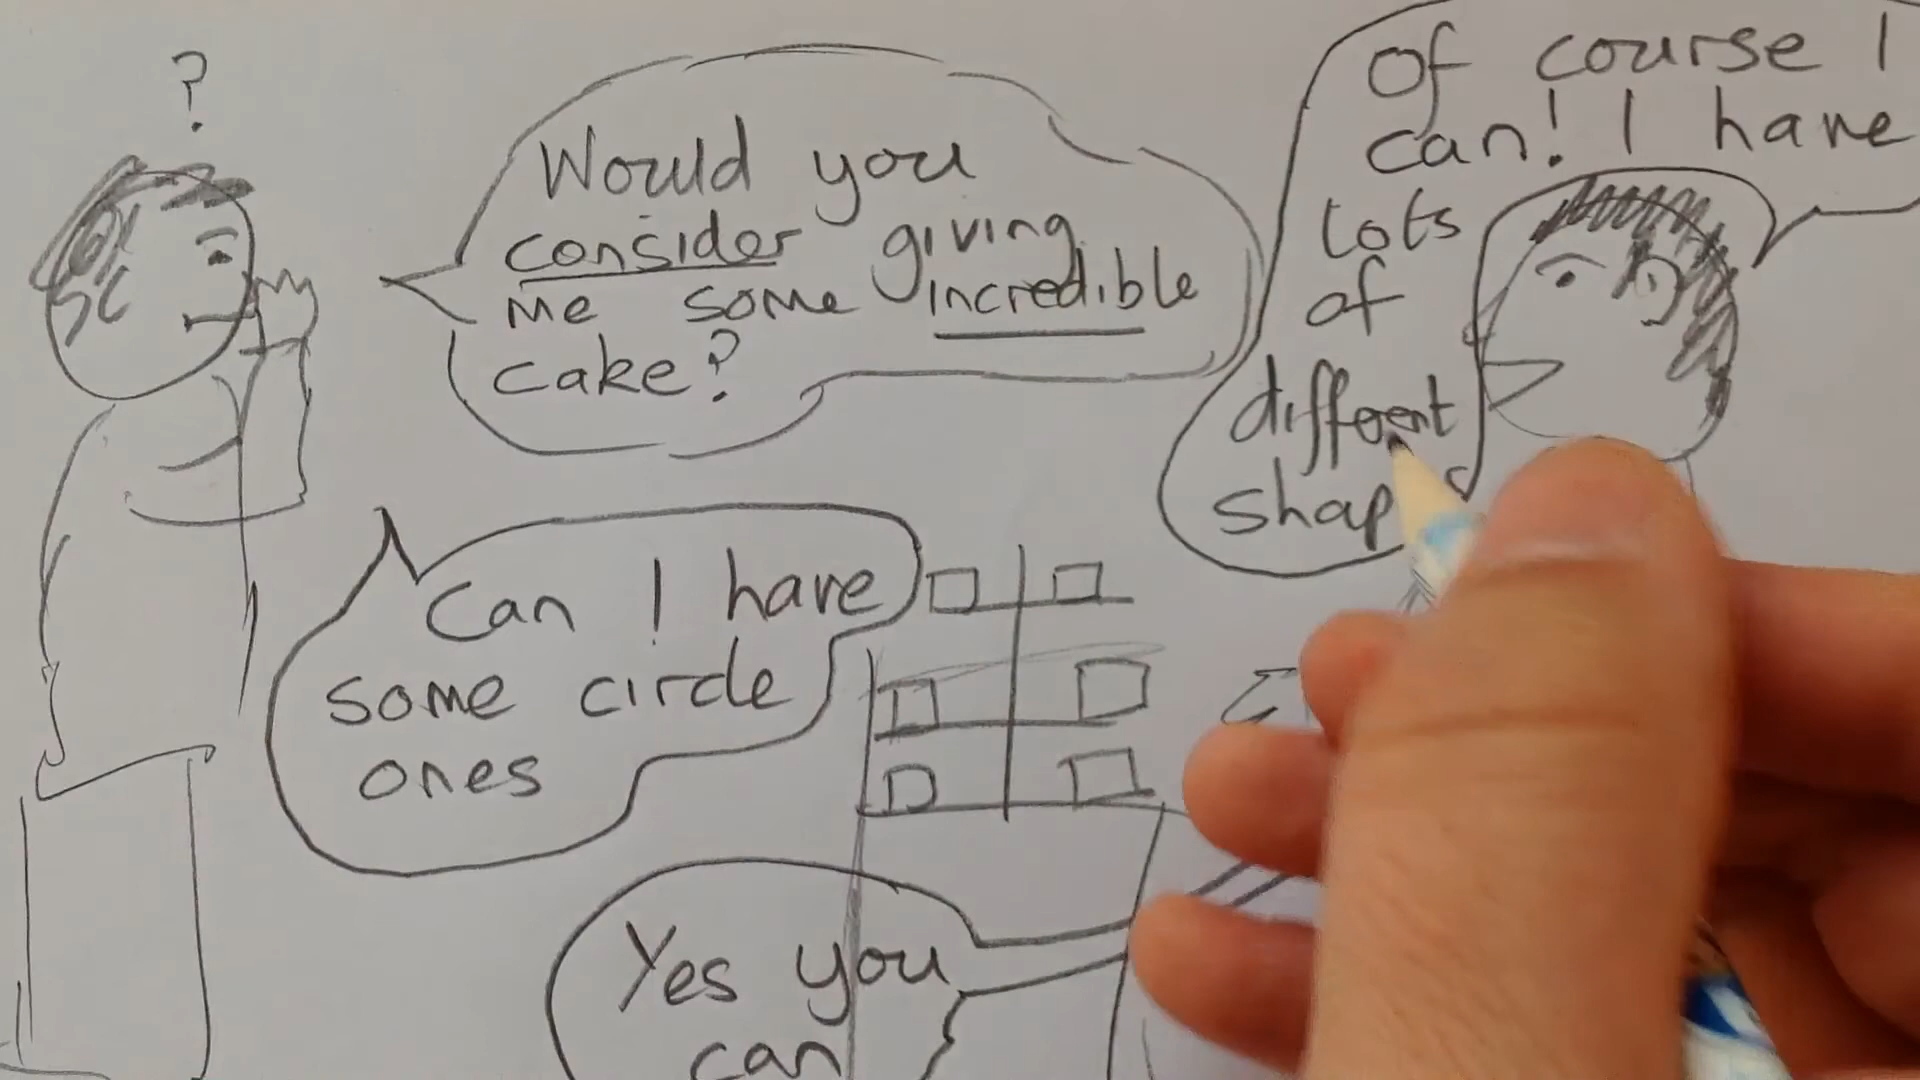 ?
Would you
consider giving
me some incredible
cake?
Of course I
can! I have
lots
of
different
shap
Can I have
some circle
ones
Yes you
can